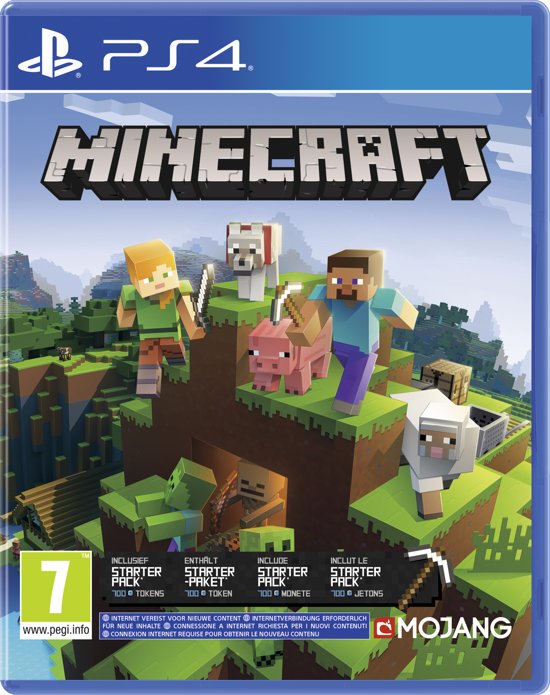 PS4
MINECRAFT
INCLUSIEF
STARTER
PACK*
700 TOKENS
ENTHÄLT
STARTER
-PAKET*
700 TOKEN
INCLUDE
STARTER
PACK*
700 MONETE
INCLUT LE
STARTER
PACK*
700 JETONS
7
™
www.pegi.info
INTERNET VEREIST VOOR NIEUWE CONTENT INTERNETVERBINDUNG ERFORDERLICH
FÜR NEUE INHALTE CONNESSIONE A INTERNET RICHIESTA PER I NUOVI CONTENUTI
CONNEXION INTERNET REQUISE POUR OBTENIR LE NOUVEAU CONTENU
MOJANG